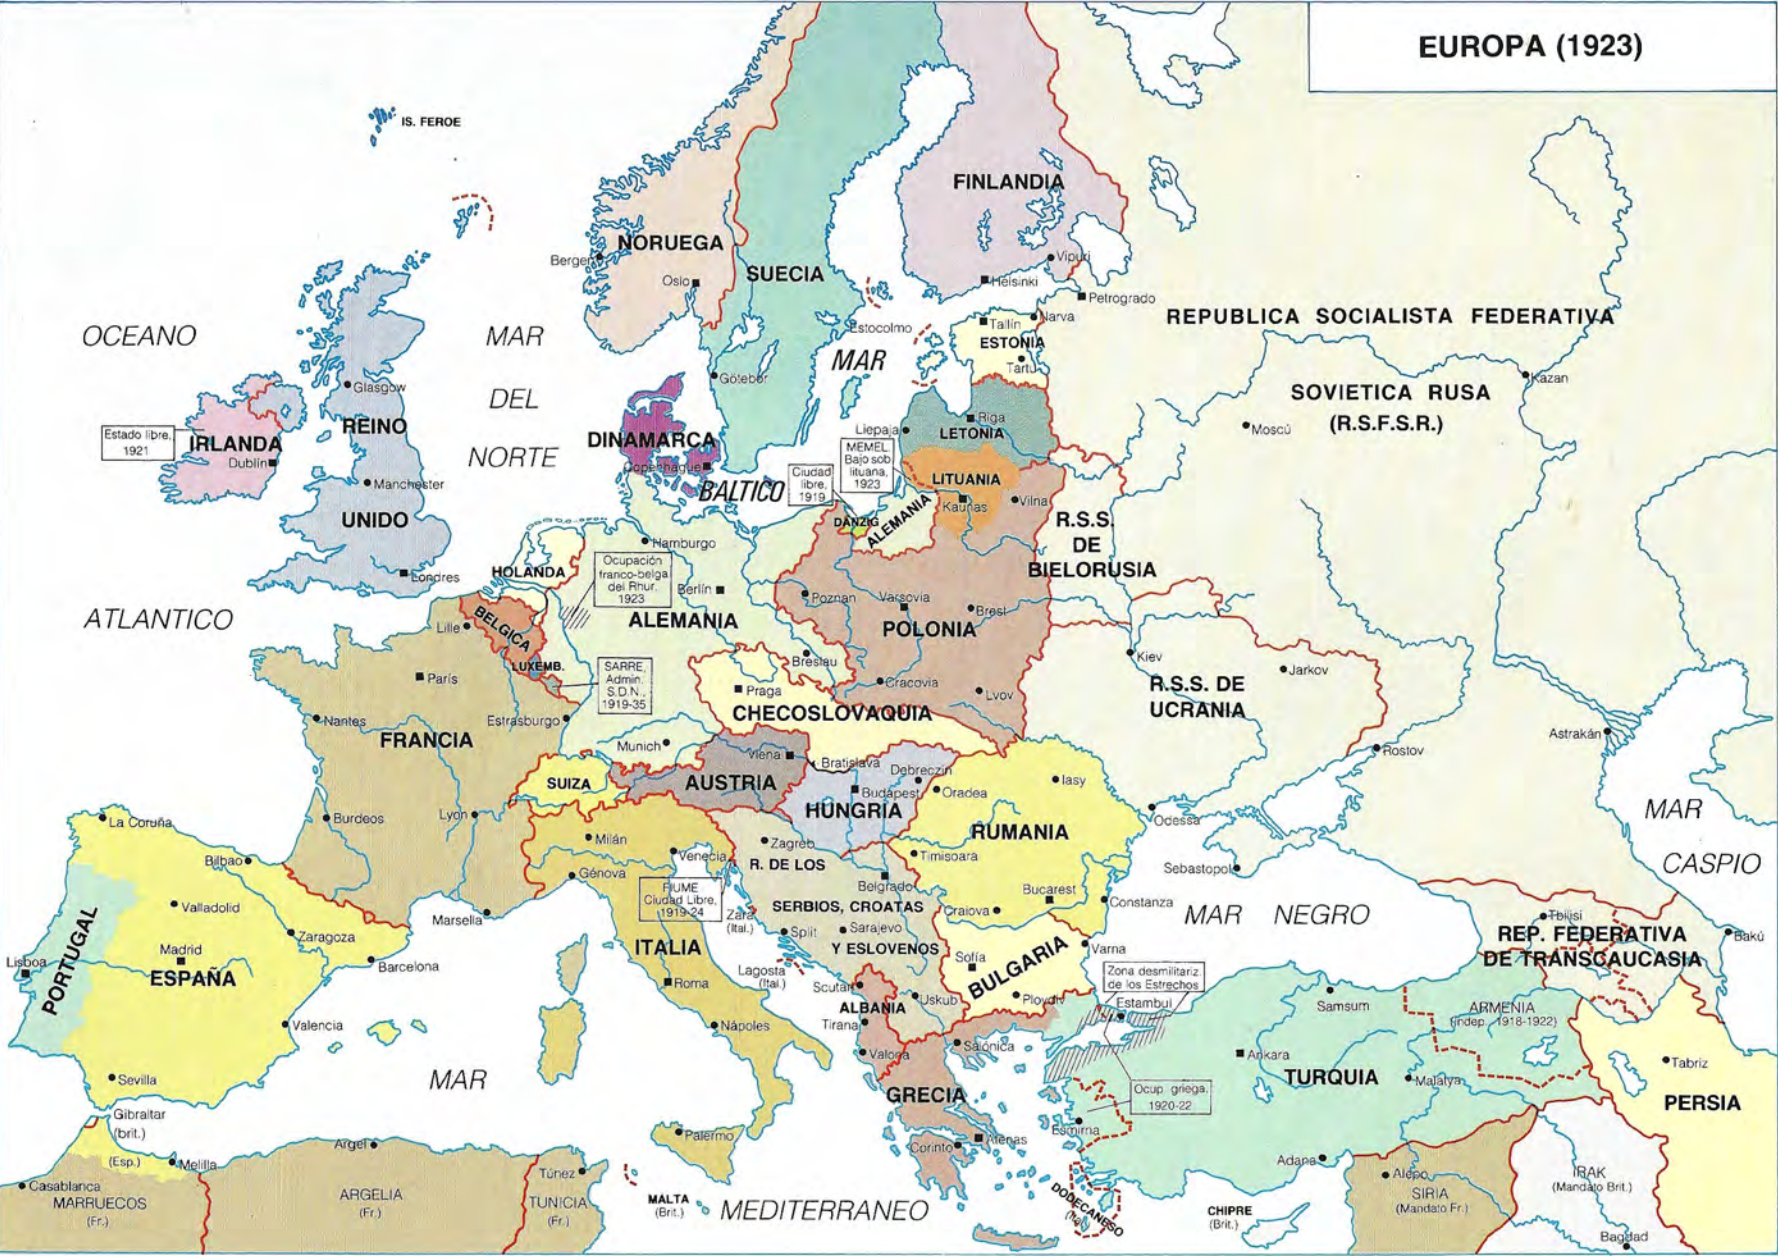 EUROPA (1923)
IS. FEROE
FINLANDIA
NORUEGA
Bergen
Oslo
SUECIA
Vipuri
Helsinki
Petrogrado
OCEANO
MAR
DEL
NORTE
Estocolmo
MAR
BALTICO
Tallín
Narva
ESTONIA
Tartu
REPUBLICA SOCIALISTA FEDERATIVA
SOVIETICA RUSA
(R.S.F.S.R.)
Kazan
Moscú
Glasgow
Göteborg
Estado libre,
1921
IRLANDA
Dublín
REINO
UNIDO
Manchester
Londres
DINAMARCA
Copenhague
Liepaja
Riga
LETONIA
MEMEL
Bajo sob.
lituana,
1923
Ciudad
libre,
1919
LITUANIA
Kaunas
Vilna
DANZIG
ALEMANIA
R.S.S.
DE
BIELORUSIA
Hamburgo
HOLANDA
Ocupación
franco-belga
del Rhur.
1923
Berlín
ALEMANIA
Poznan
Varsovia
Brest
POLONIA
ATLANTICO
BELGICA
Lille
LUXEMB.
SARRE,
Admin.
S.D.N.,
1919-35
Breslau
Kiev
Jarkov
París
Praga
Cracovia
Lvov
R.S.S. DE
UCRANIA
CHECOSLOVAQUIA
Nantes
Estrasburgo
FRANCIA
Munich
Viena
Bratislava
Debreczin
Astrakán
Rostov
SUIZA
AUSTRIA
Budapest
HUNGRIA
Oradea
Iasy
MAR
CASPIO
La Coruña
Burdeos
Lyon
Milán
Zagreb
RUMANIA
Odessa
Bilbao
Venecia
R. DE LOS
Timisoara
Génova
Sebastopol
Belgrado
Bucarest
FIUME
Ciudad Libre,
1919-24
SERBIOS, CROATAS
Craiova
Constanza
Valladolid
Marsella
Zara
(Ital.)
Split
Sarajevo
MAR NEGRO
Tbilisi
PORTUGAL
Zaragoza
Y ESLOVENOS
REP. FEDERATIVA
DE TRANSCAUCASIA
Bakú
Madrid
ITALIA
Varna
Lisboa
ESPAÑA
Barcelona
Lagosta
(Ital.)
Sofía
BULGARIA
Zona desmilitariz.
de los Estrechos
Roma
Scutari
Plovdiv
Estambul
Samsum
ALBANIA
Uskub
ARMENIA
(indep. 1918-1922)
Valencia
Nápoles
Tirana
Valona
Salónica
Ankara
Tabriz
Sevilla
MAR
TURQUIA
Malatya
GRECIA
Ocup. griega,
1920-22
PERSIA
Gibraltar
(brit.)
Esmirna
Argel
Palermo
Corinto
Atenas
(Esp.)
Melilla
Adana
Túnez
Alepo
Casablanca
MARRUECOS
(Fr.)
ARGELIA
(Fr.)
TUNICIA
(Fr.)
MALTA
(Brit.)
MEDITERRANEO
DODECANESO
(Ital.)
CHIPRE
(Brit.)
SIRIA
(Mandato Fr.)
IRAK
(Mandato Brit.)
Bagdad